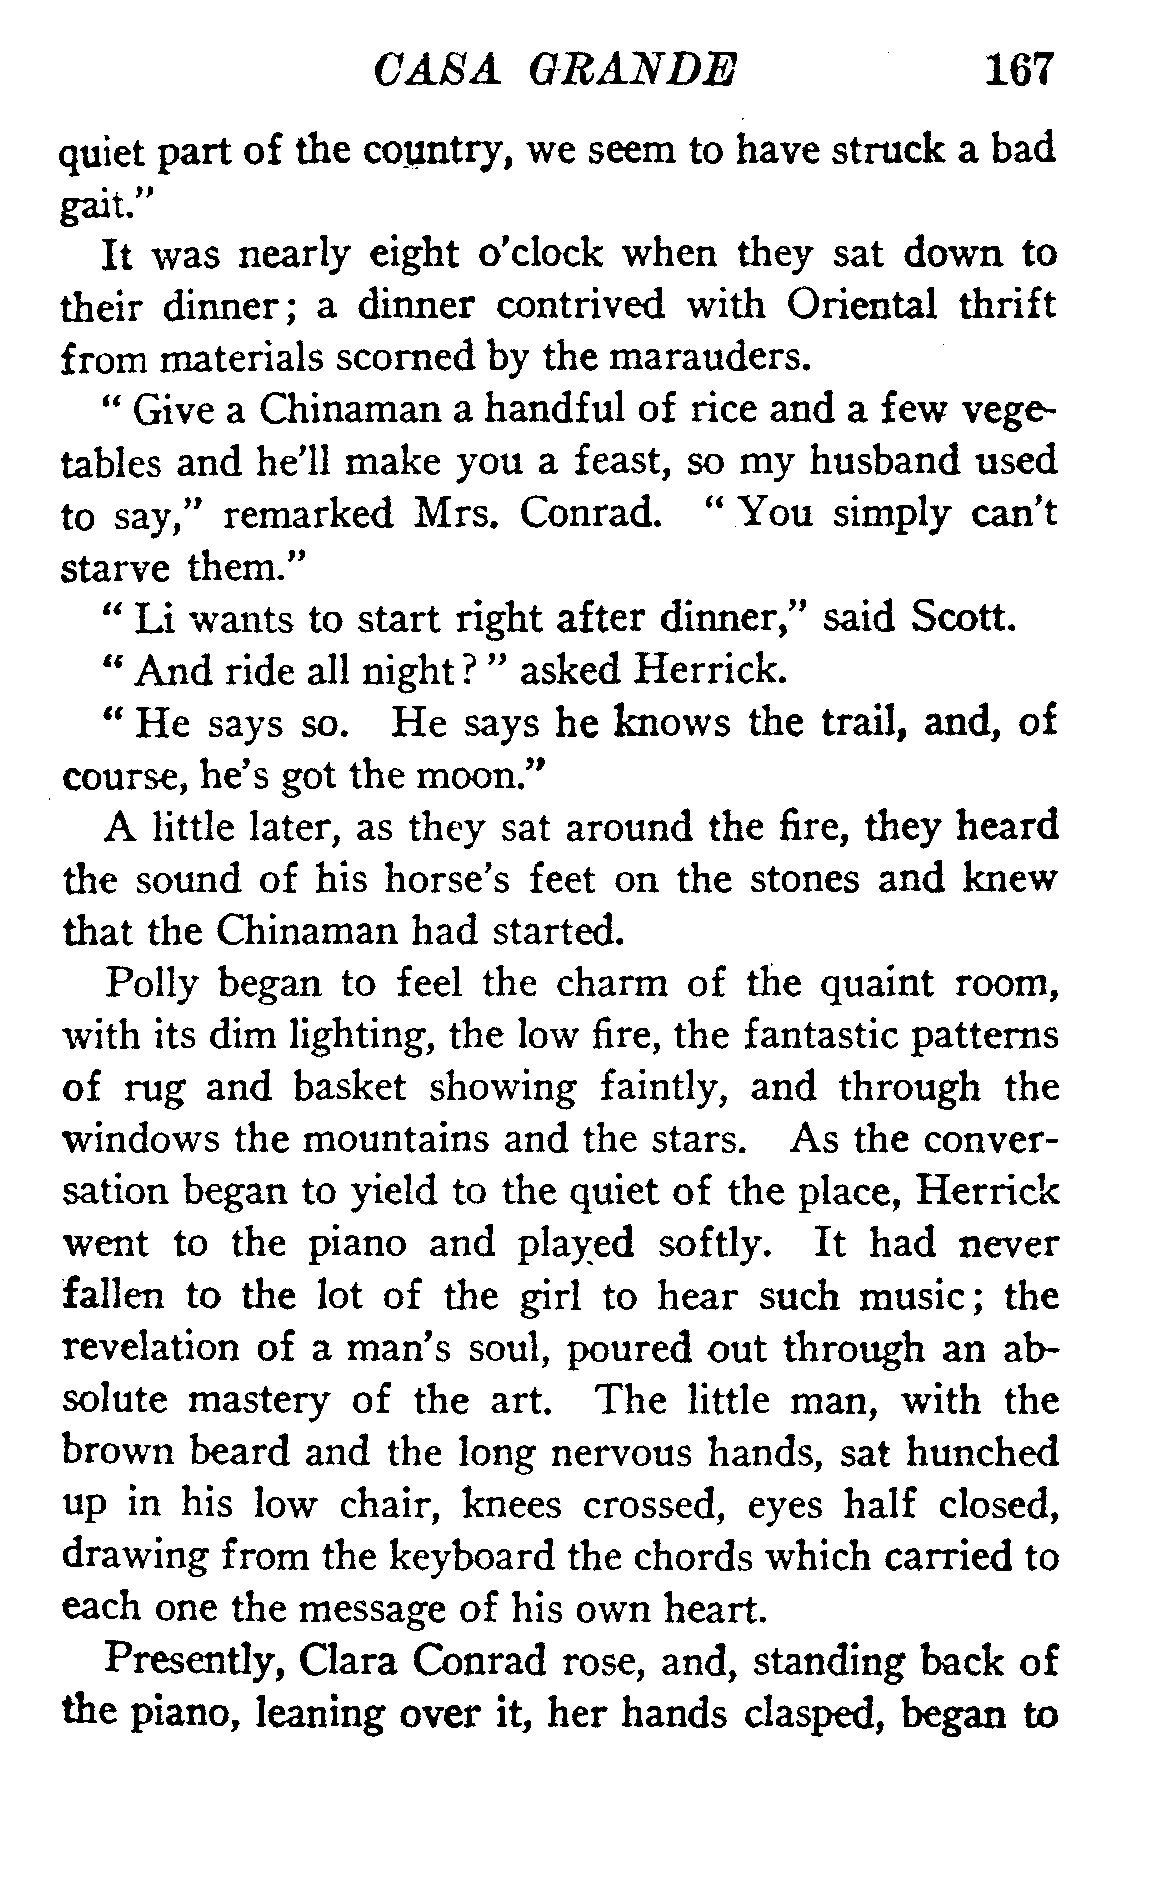 CASA GRANDE 167
quiet part of the country, we seem to have struck a bad
gait."
It was nearly eight o'clock when they sat down to
their dinner; a dinner contrived with Oriental thrift
from materials scorned by the marauders.
" Give a Chinaman a handful of rice and a few vege-
tables and he'll make you a feast, so my husband used
to say," remarked Mrs. Conrad. " You simply can't
starve them."
" Li wants to start right after dinner," said Scott.
" And ride all night? " asked Herrick.
" He says so. He says he knows the trail, and, of
course, he's got the moon."
A little later, as they sat around the fire, they heard
the sound of his horse's feet on the stones and knew
that the Chinaman had started.
Polly began to feel the charm of the quaint room,
with its dim lighting, the low fire, the fantastic patterns
of rug and basket showing faintly, and through the
windows the mountains and the stars. As the conver-
sation began to yield to the quiet of the place, Herrick
went to the piano and played softly. It had never
fallen to the lot of the girl to hear such music; the
revelation of a man's soul, poured out through an ab-
solute mastery of the art. The little man, with the
brown beard and the long nervous hands, sat hunched
up in his low chair, knees crossed, eyes half closed,
drawing from the keyboard the chords which carried to
each one the message of his own heart.
Presently, Clara Conrad rose, and, standing back of
the piano, leaning over it, her hands clasped, began to